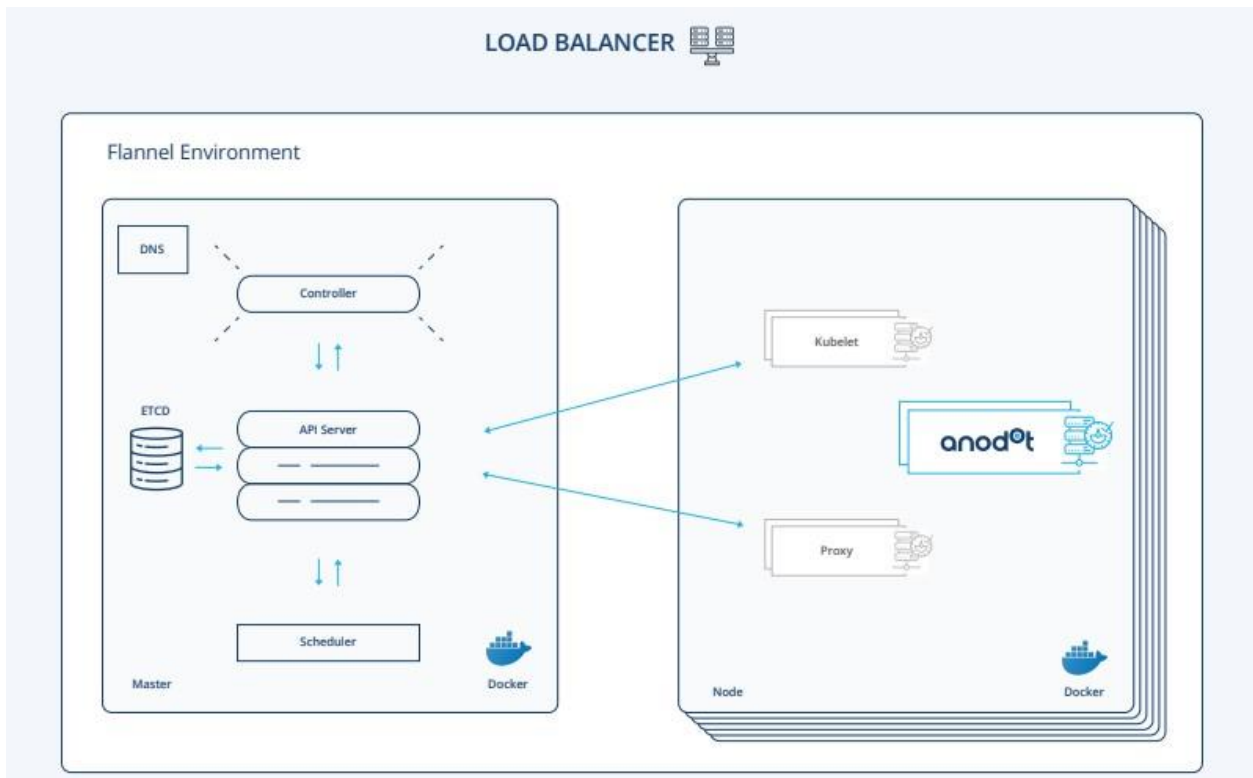 LOAD BALANCER
Flannel Environment
DNS
Controller
ETCD
API Server
Scheduler
Master
Docker
Kubelet
anodot
Proxy
Node
Docker